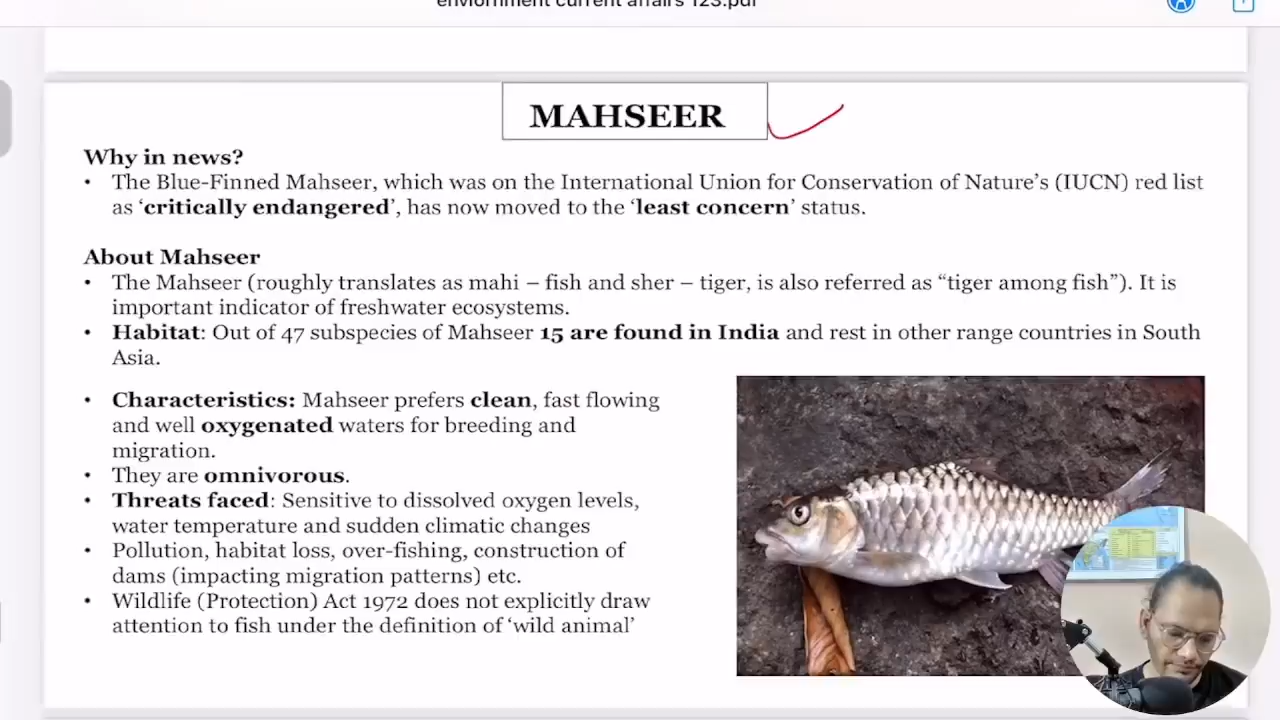 enviornment current affairs 123.pdf
MAHSEER
Why in news?
• The Blue-Finned Mahseer, which was on the International Union for Conservation of Nature’s (IUCN) red list
as ‘critically endangered’, has now moved to the ‘least concern’ status.
About Mahseer
• The Mahseer (roughly translates as mahi – fish and sher – tiger, is also referred as “tiger among fish”). It is
important indicator of freshwater ecosystems.
• Habitat: Out of 47 subspecies of Mahseer 15 are found in India and rest in other range countries in South
Asia.
• Characteristics: Mahseer prefers clean, fast flowing
and well oxygenated waters for breeding and
migration.
• They are omnivorous.
• Threats faced: Sensitive to dissolved oxygen levels,
water temperature and sudden climatic changes
• Pollution, habitat loss, over-fishing, construction of
dams (impacting migration patterns) etc.
• Wildlife (Protection) Act 1972 does not explicitly draw
attention to fish under the definition of ‘wild animal’